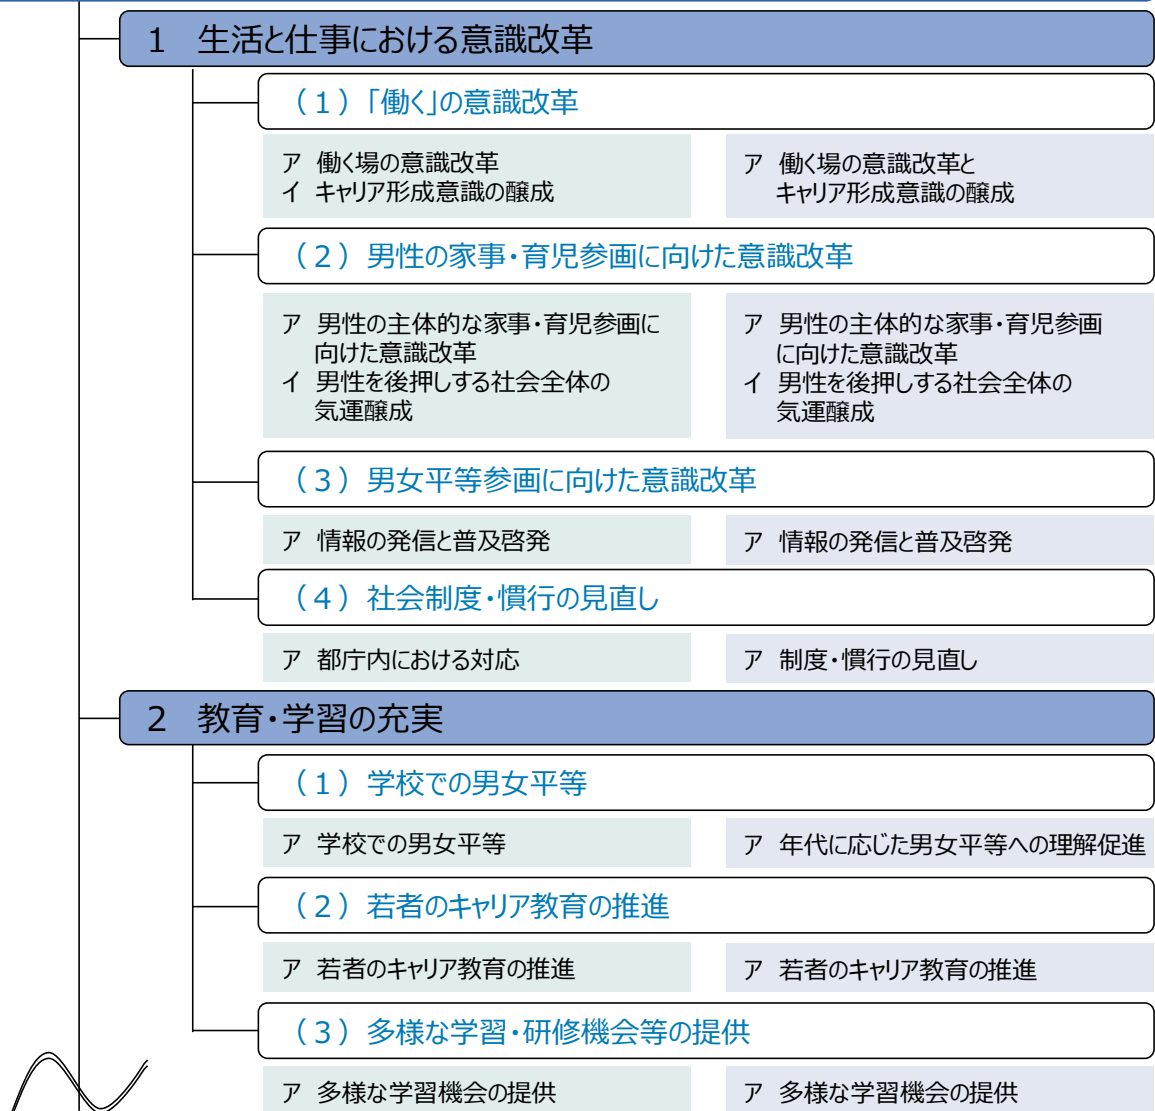 1 生活と仕事における意識改革
（１）「働く」の意識改革
ア 働く場の意識改革
イ キャリア形成意識の醸成
ア 働く場の意識改革と
キャリア形成意識の醸成
（２）男性の家事・育児参画に向けた意識改革
ア 男性の主体的な家事・育児参画に
向けた意識改革
イ 男性を後押しする社会全体の
気運醸成
ア 男性の主体的な家事・育児参画
に向けた意識改革
イ 男性を後押しする社会全体の
気運醸成
（３）男女平等参画に向けた意識改革
ア 情報の発信と普及啓発
ア 情報の発信と普及啓発
（４）社会制度・慣行の見直し
ア 都庁内における対応
ア 制度・慣行の見直し
2 教育・学習の充実
（１）学校での男女平等
ア 学校での男女平等
ア 年代に応じた男女平等への理解促進
（２）若者のキャリア教育の推進
ア 若者のキャリア教育の推進
ア 若者のキャリア教育の推進
（３）多様な学習・研修機会等の提供
ア 多様な学習機会の提供
ア 多様な学習機会の提供